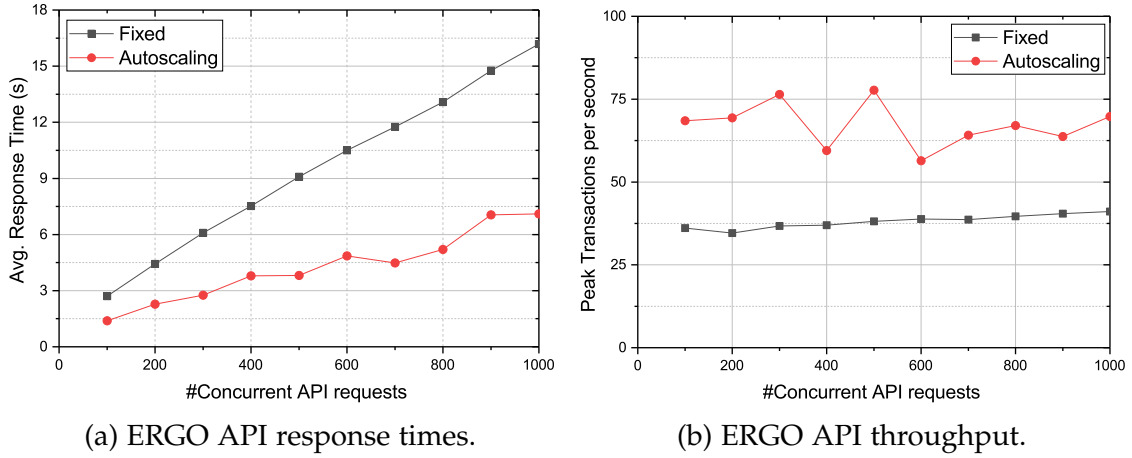 18
15
12
9
6
3
0
Avg. Response Time (s)
Fixed
Autoscaling
0 200 400 600 800 1000
#Concurrent API requests
(a) ERGO API response times.
100
75
50
25
0
Peak Transactions per second
Fixed
Autoscaling
0 200 400 600 800 1000
#Concurrent API requests
(b) ERGO API throughput.